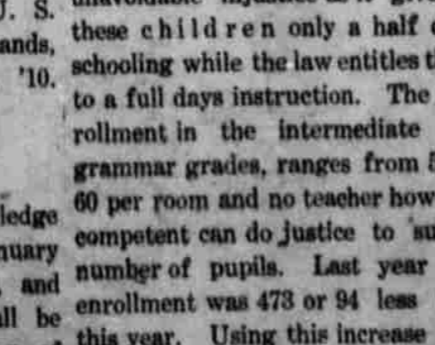 J. S.
ands,
'10.
ledge
nuary
and
all be
these children only a half
schooling while the law entitles
to a full days instruction. The
rollment in the intermediate
grammar grades, ranges from
60 per room and no teacher how
competent can do justice to su
number of pupils. Last year
enrollment was 473 or 94 less
this year. Using this increase